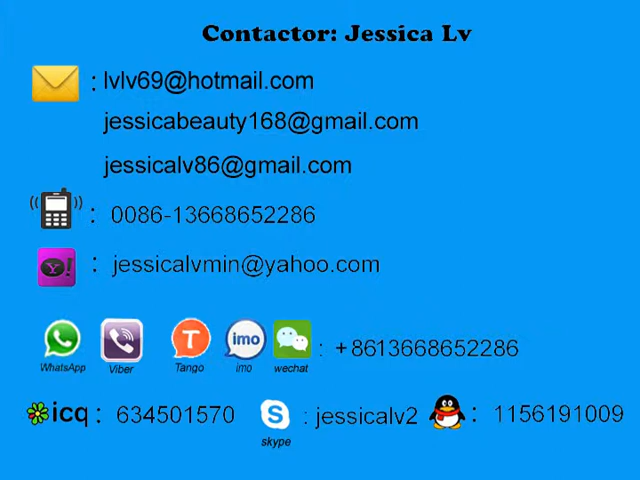 Contactor: Jessica Lv
: lvlv69@hotmail.com
jessicabeauty168@gmail.com
jessicalv86@gmail.com
: 0086-13668652286
Y! : jessicalvmin@yahoo.com
imo
WhatsApp Viber Tango imo wechat : +8613668652286
icq : 634501570 S skype : jessicalv2 : 1156191009